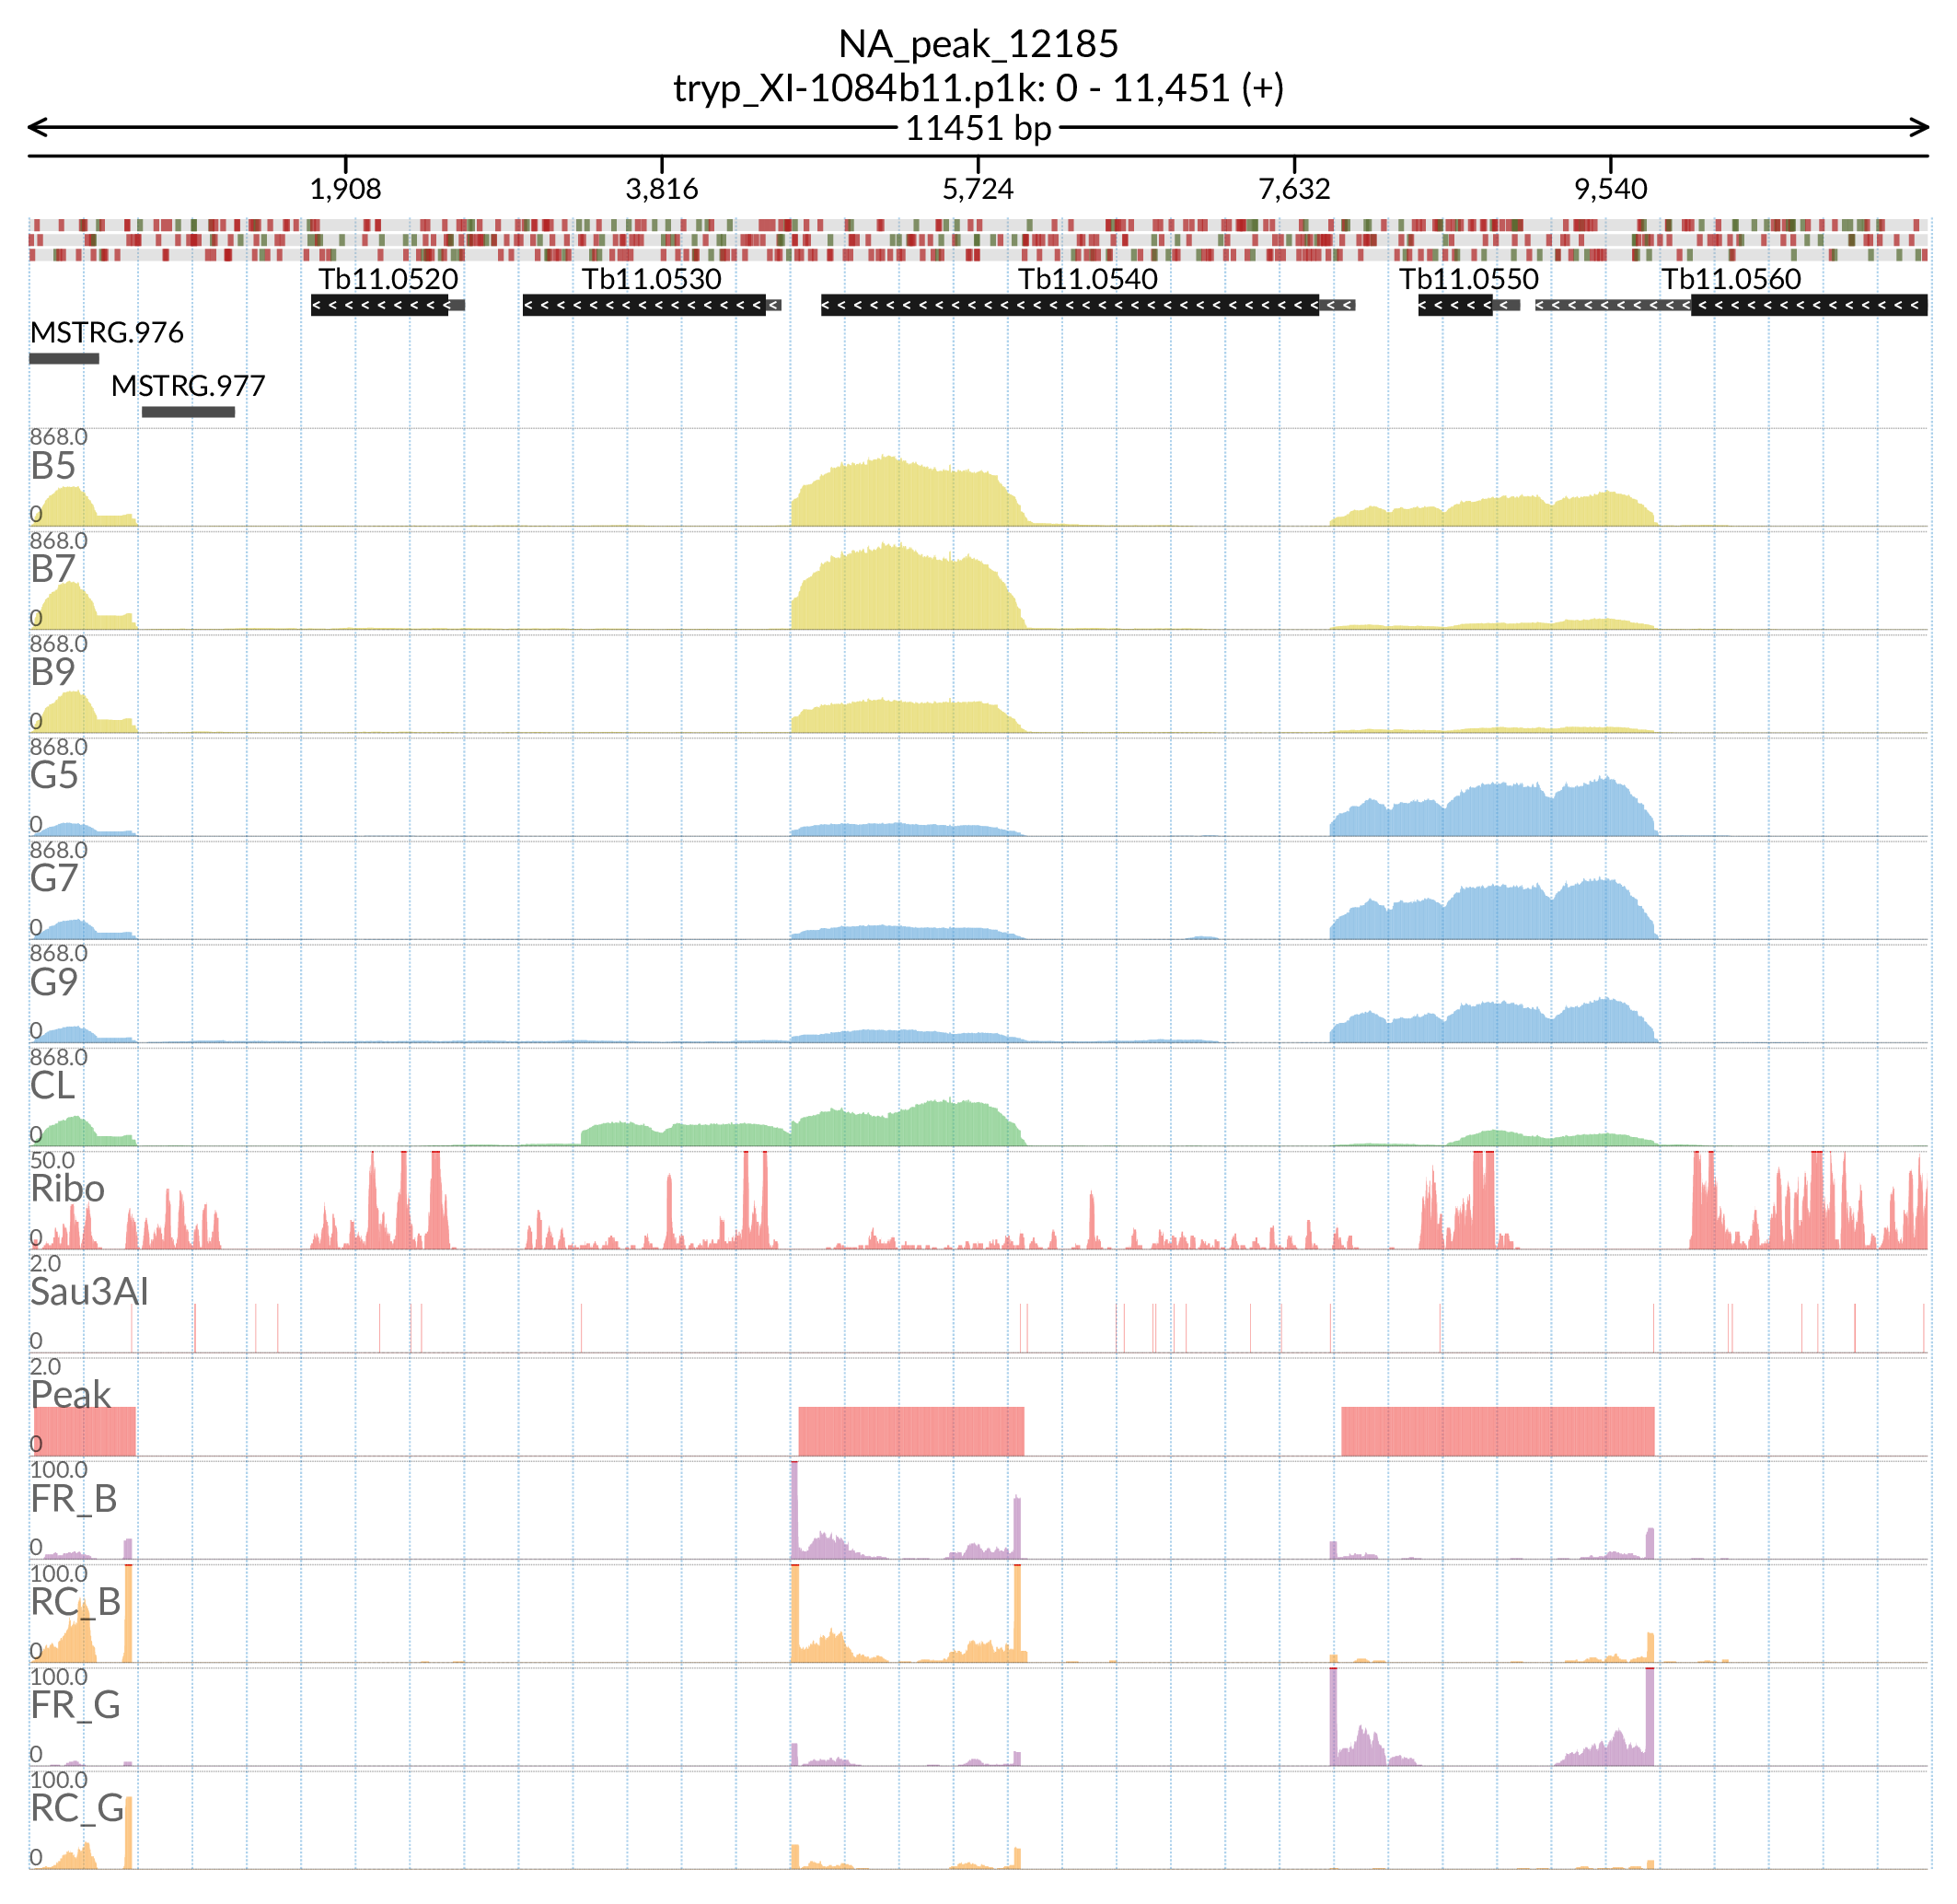 NA_peak_12185
tryp_XI-1084b11.p1k: 0 - 11,451 (+)
11451 bp
1,908 3,816 5,724 7,632 9,540
Tb11.0520 Tb11.0530 Tb11.0540 Tb11.0550 Tb11.0560
MSTRG.976
MSTRG.977
868.0
B5
0
868.0
B7
0
868.0
B9
0
868.0
G5
0
868.0
G7
0
868.0
G9
0
868.0
CL
0
50.0
Ribo
0
2.0
Sau3AI
0
2.0
Peak
0
100.0
FR_B
0
100.0
RC_B
0
100.0
FR_G
0
100.0
RC_G
0